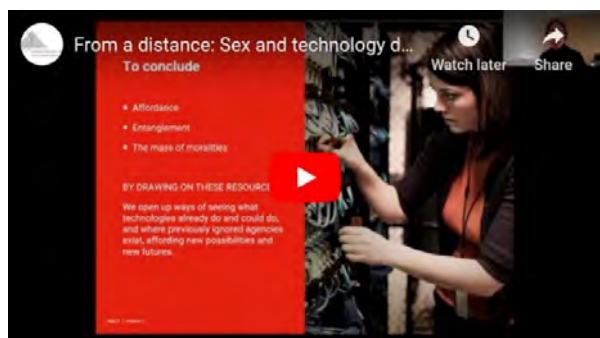 From a distance: Sex and technology d...
Watch later
Share
To conclude
• Affordance
• Entanglement
• The mass of moralities
BY DRAWING ON THESE RESOURCE
We open up ways of seeing what
technologies already do and could do,
and where previously ignored agencies
exist, affording new possibilities and
new futures.